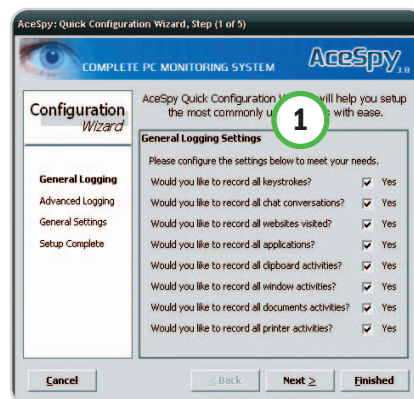 AceSpy: Quick Configuration Wizard, Step (1 of 5)
COMPLETE PC MONITORING SYSTEM
AceSpy 3.0
Configuration
Wizard
General Logging
Advanced Logging
General Settings
Setup Complete
AceSpy Quick Configuration will help you setup
the most commonly with ease.
1
General Logging Settings
Please configure the settings below to meet your needs.
Would you like to record all keystrokes? Yes
Would you like to record all chat conversations? Yes
Would you like to record all websites visited? Yes
Would you like to record all applications? Yes
Would you like to record all clipboard activities? Yes
Would you like to record all window activities? Yes
Would you like to record all documents activities? Yes
Would you like to record all printer activities? Yes
Cancel
≤ Back
Next ≥
Finished